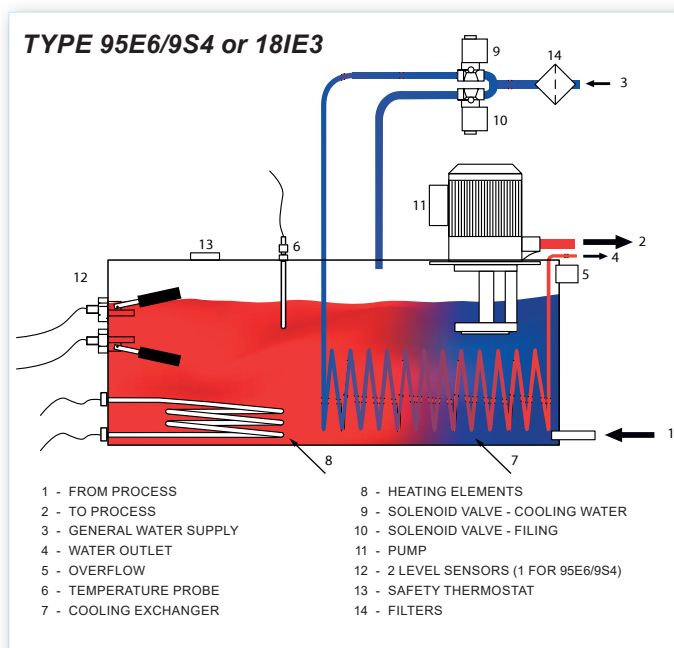 TYPE 95E6/9S4 or 18IE3
9
14
3
10
11
2
13
6
4
12
5
1
8
7
1 - FROM PROCESS
2 - TO PROCESS
3 - GENERAL WATER SUPPLY
4 - WATER OUTLET
5 - OVERFLOW
6 - TEMPERATURE PROBE
7 - COOLING EXCHANGER
8 - HEATING ELEMENTS
9 - SOLENOID VALVE - COOLING WATER
10 - SOLENOID VALVE - FILING
11 - PUMP
12 - 2 LEVEL SENSORS (1 FOR 95E6/9S4)
13 - SAFETY THERMOSTAT
14 - FILTERS